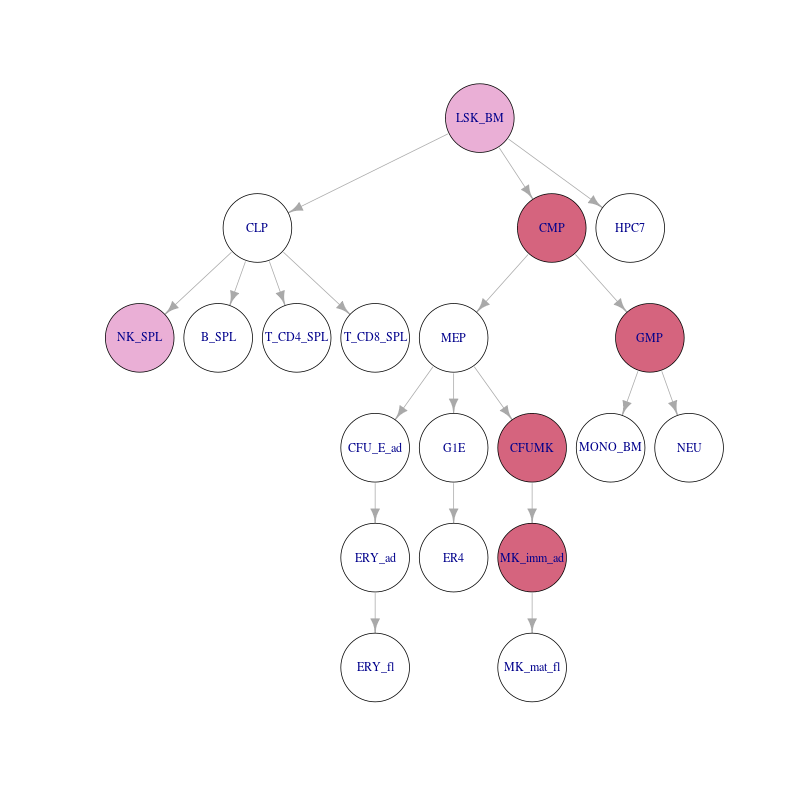 LSK_BM
CLP
CMP
HPC7
NK_SPL
B_SPL
T_CD4_SPL
T_CD8_SPL
MEP
GMP
CFU_E_ad
G1E
CFUMK
MONO_BM
NEU
ERY_ad
ER4
MK_imm_ad
ERY_fl
MK_mat_fl